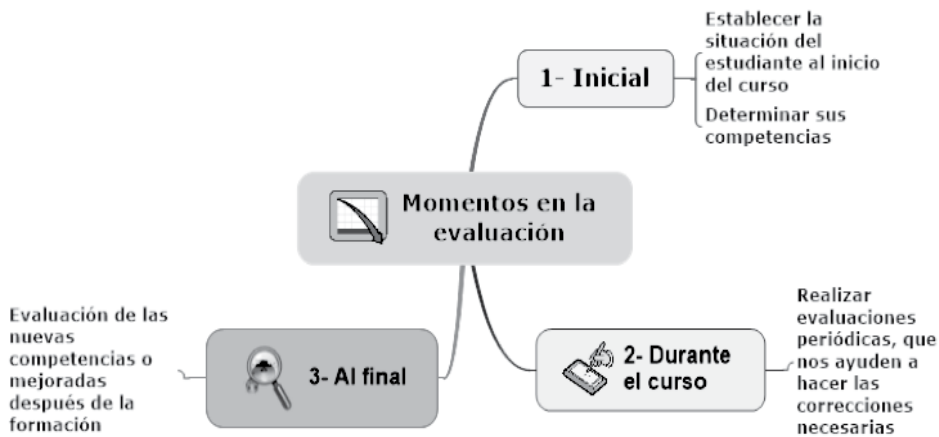 Momentos en la
evaluación
1- Inicial
Establecer la
situación del
estudiante al inicio
del curso
Determinar sus
competencias
2- Durante
el curso
Realizar
evaluaciones
periódicas, que
nos ayuden a
hacer las
correcciones
necesarias
3- Al final
Evaluación de las
nuevas
competencias o
mejoradas
después de la
formación